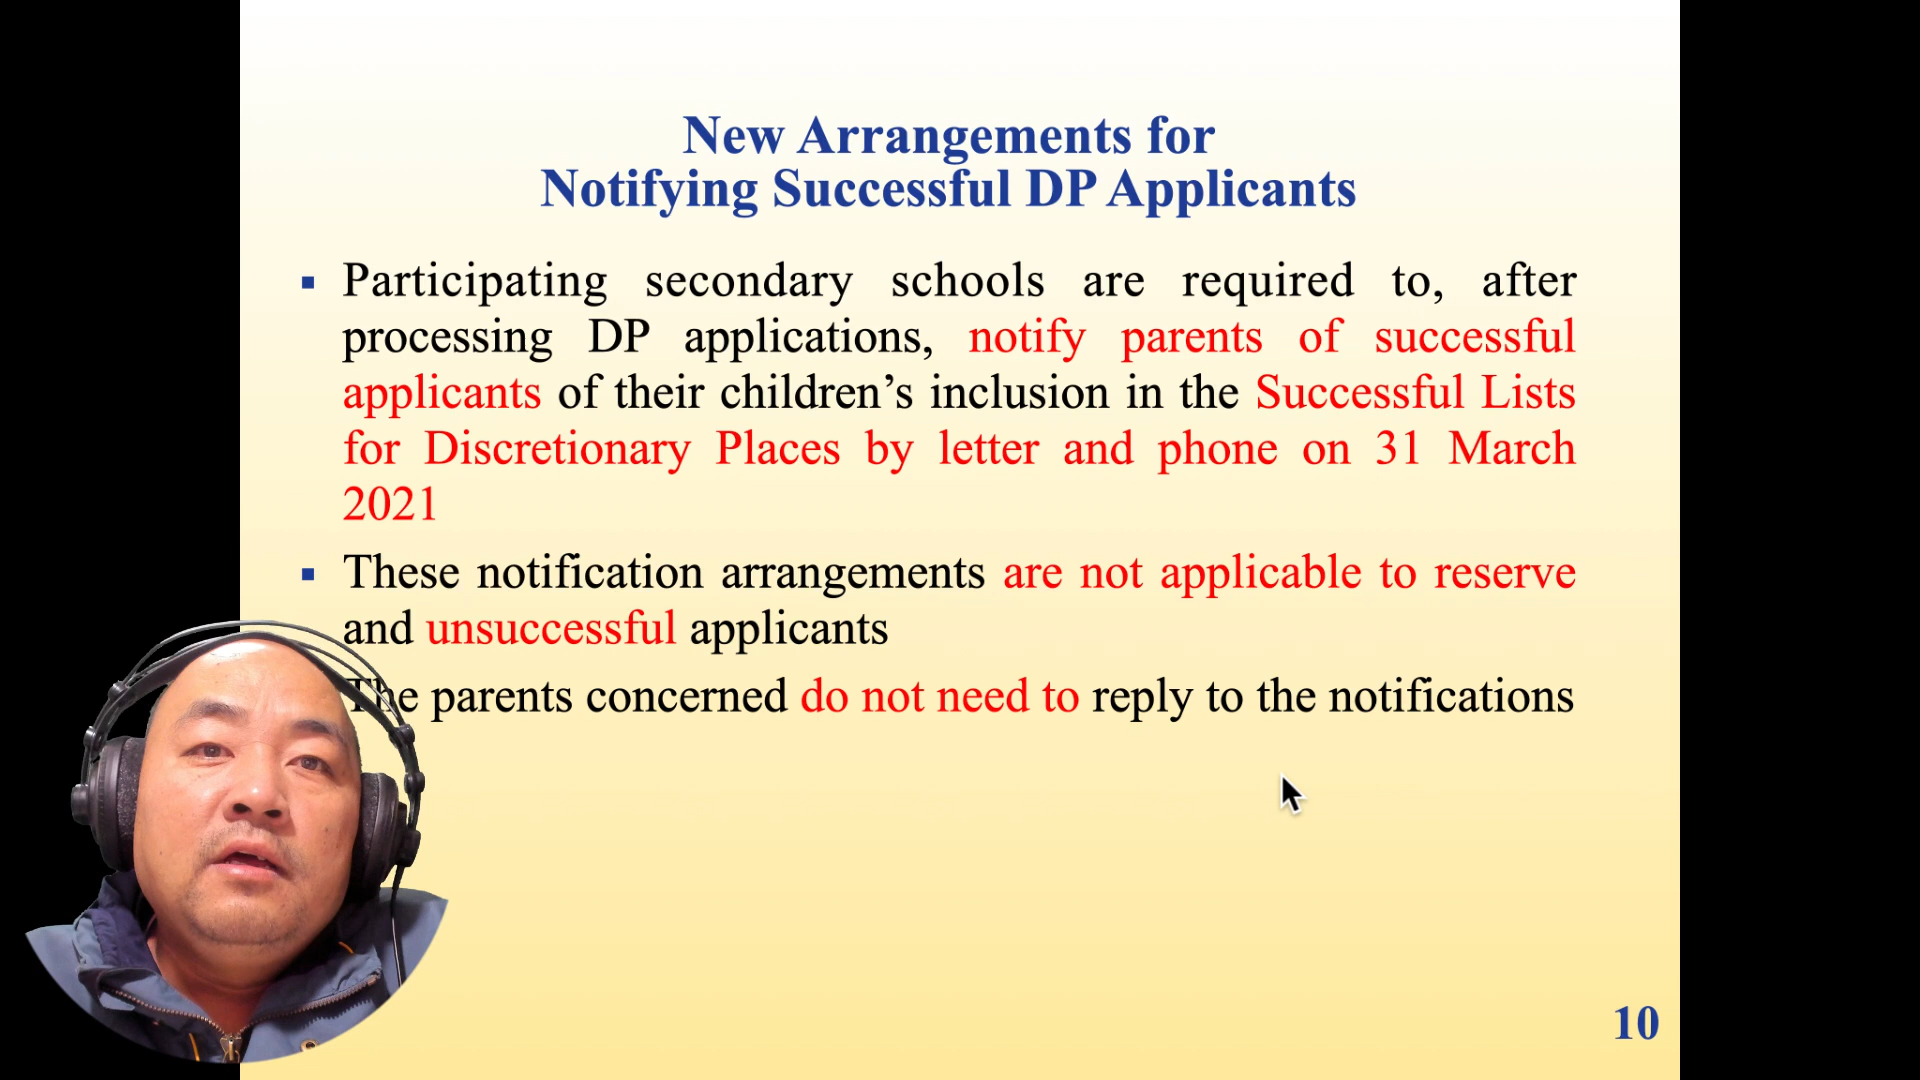 New Arrangements for
Notifying Successful DP Applicants
▪ Participating secondary schools are required to, after
processing DP applications, notify parents of successful
applicants of their children’s inclusion in the Successful Lists
for Discretionary Places by letter and phone on 31 March
2021
▪ These notification arrangements are not applicable to reserve
and unsuccessful applicants
The parents concerned do not need to reply to the notifications
10